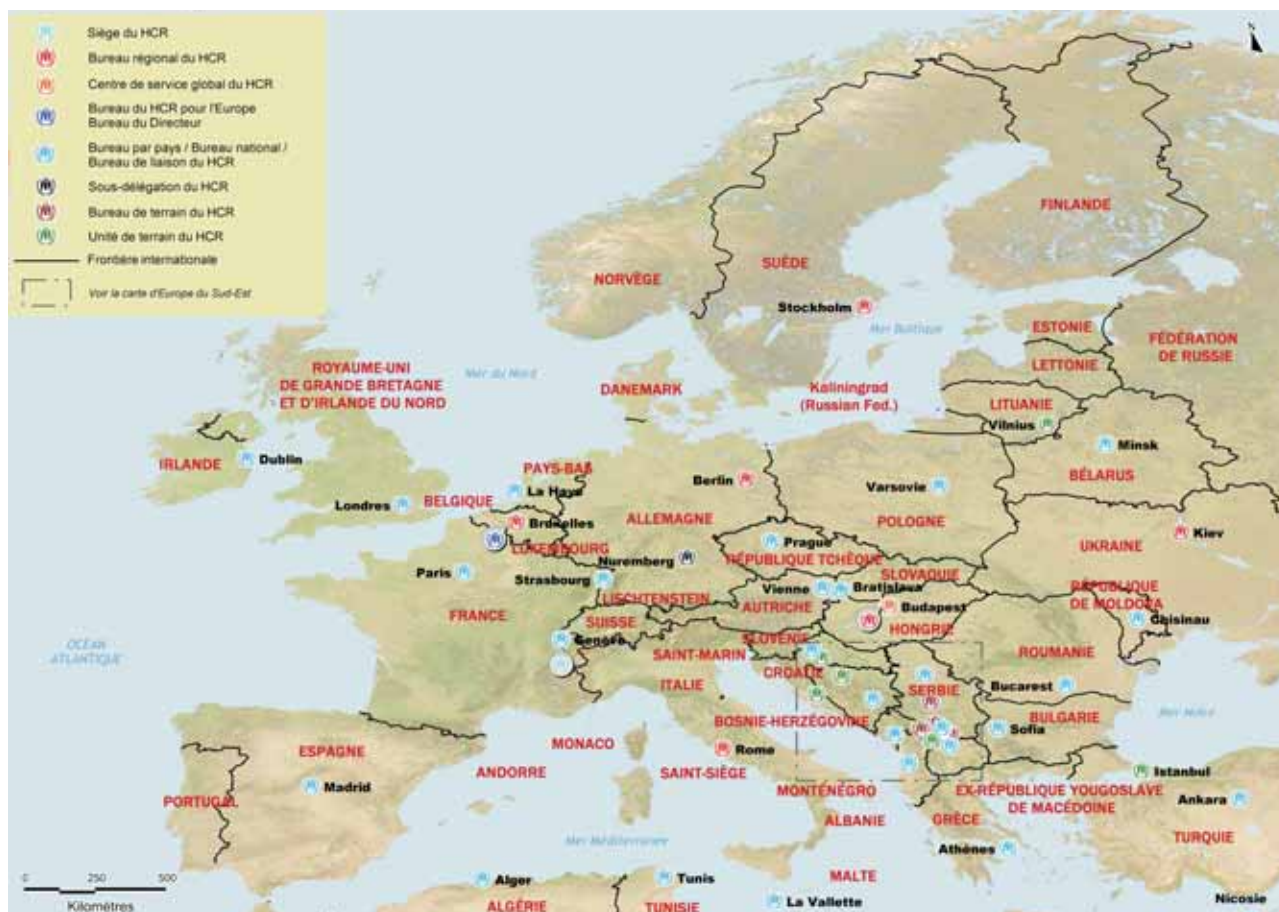 Siège du HCR
Bureau régional du HCR
Centre de service global du HCR
Bureau du HCR pour l'Europe
Bureau du Directeur
Bureau par pays / Bureau national /
Bureau de liaison du HCR
Sous-délégation du HCR
Bureau de terrain du HCR
Unité de terrain du HCR
Frontière internationale
Voir la carte d'Europe du Sud-Est
N
FINLANDE
SUÈDE
NORVÈGE
Stockholm
Mer Baltique
ESTONIE
FÉDÉRATION
DE RUSSIE
LETTONIE
ROYAUME-UNI
DE GRANDE BRETAGNE
ET D'IRLANDE DU NORD
Mer du Nord
DANEMARK
Kaliningrad
(Russian Fed.)
LITUANIE
Vilnius
Minsk
BÉLARUS
IRLANDE
Dublin
PAYS-BAS
La Haye
Berlin
Varsovie
Londres
BELGIQUE
Bruxelles
ALLEMAGNE
POLOGNE
UKRAINE
Kiev
LUXEMBOURG
Nuremberg
Prague
RÉPUBLIQUE TCHÈQUE
Paris
Strasbourg
SLOVAQUIE
Vienne
Bratislava
RÉPUBLIQUE
DE MOLDOVA
LISCHTENSTEIN
AUTRICHE
Budapest
HONGRIE
FRANCE
SUISSE
Chisinau
Genève
SLOVÉNIE
OCÉAN
ATLANTIQUE
SAINT-MARIN
CROATIE
ROUMANIE
ITALIE
SERBIE
Bucarest
BOSNIE-HERZÉGOVINE
BULGARIE
Mer Noire
Sofia
ESPAGNE
MONACO
Rome
ANDORRE
SAINT-SIÈGE
Istanbul
Madrid
MONTÉNÉGRO
EX-RÉPUBLIQUE YOUGOSLAVE
DE MACÉDOINE
PORTUGAL
Ankara
ALBANIE
GRÈCE
TURQUIE
Mer Méditerranée
Athènes
0 250 500
Kilomètres
Alger
Tunis
MALTE
ALGÉRIE
TUNISIE
La Vallette
Nicosie